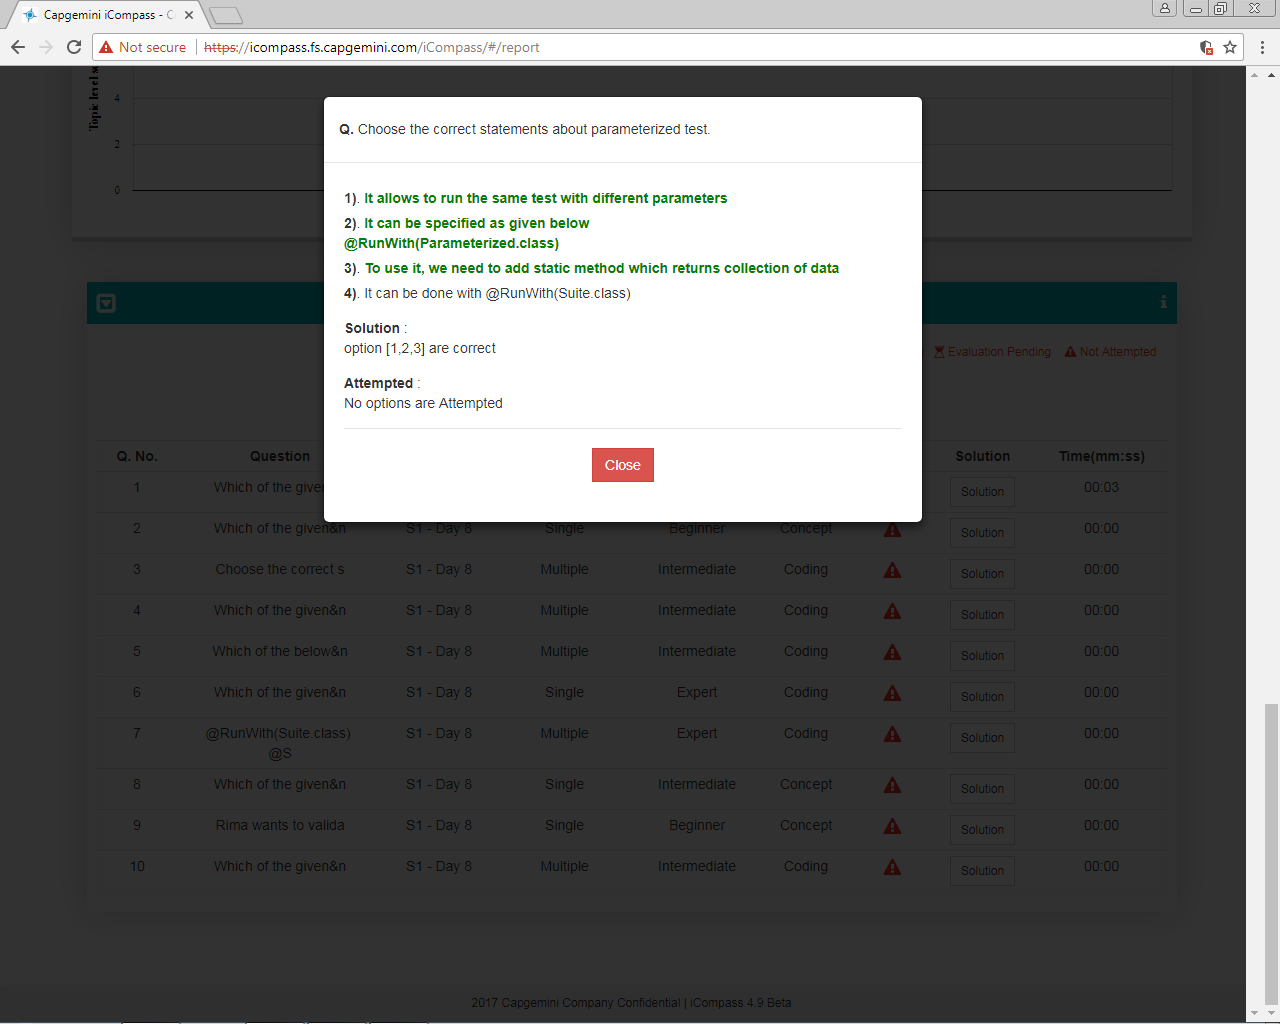 Capgemini iCompass - C
Not secure https://icompass.fs.capgemini.com/iCompass/#/report
Topic level s
4
2
0
Q. Choose the correct statements about parameterized test.
1). It allows to run the same test with different parameters
2). It can be specified as given below
@RunWith(Parameterized.class)
3). To use it, we need to add static method which returns collection of data
4). It can be done with @RunWith(Suite.class)
Solution :
option [1,2,3] are correct
Attempted :
No options are Attempted
Close
Evaluation Pending Not Attempted
Q. No. Question Solution Time(mm:ss)
1 Which of the give Solution 00:03
2 Which of the given&n S1 - Day 8 Single Beginner Concept Solution 00:00
3 Choose the correct s S1 - Day 8 Multiple Intermediate Coding Solution 00:00
4 Which of the given&n S1 - Day 8 Multiple Intermediate Coding Solution 00:00
5 Which of the below&n S1 - Day 8 Multiple Intermediate Coding Solution 00:00
6 Which of the given&n S1 - Day 8 Single Expert Coding Solution 00:00
7 @RunWith(Suite.class) S1 - Day 8 Multiple Expert Coding Solution 00:00
@S
8 Which of the given&n S1 - Day 8 Single Intermediate Concept Solution 00:00
9 Rima wants to valida S1 - Day 8 Single Beginner Concept Solution 00:00
10 Which of the given&n S1 - Day 8 Multiple Intermediate Coding Solution 00:00
2017 Capgemini Company Confidential | iCompass 4.9 Beta